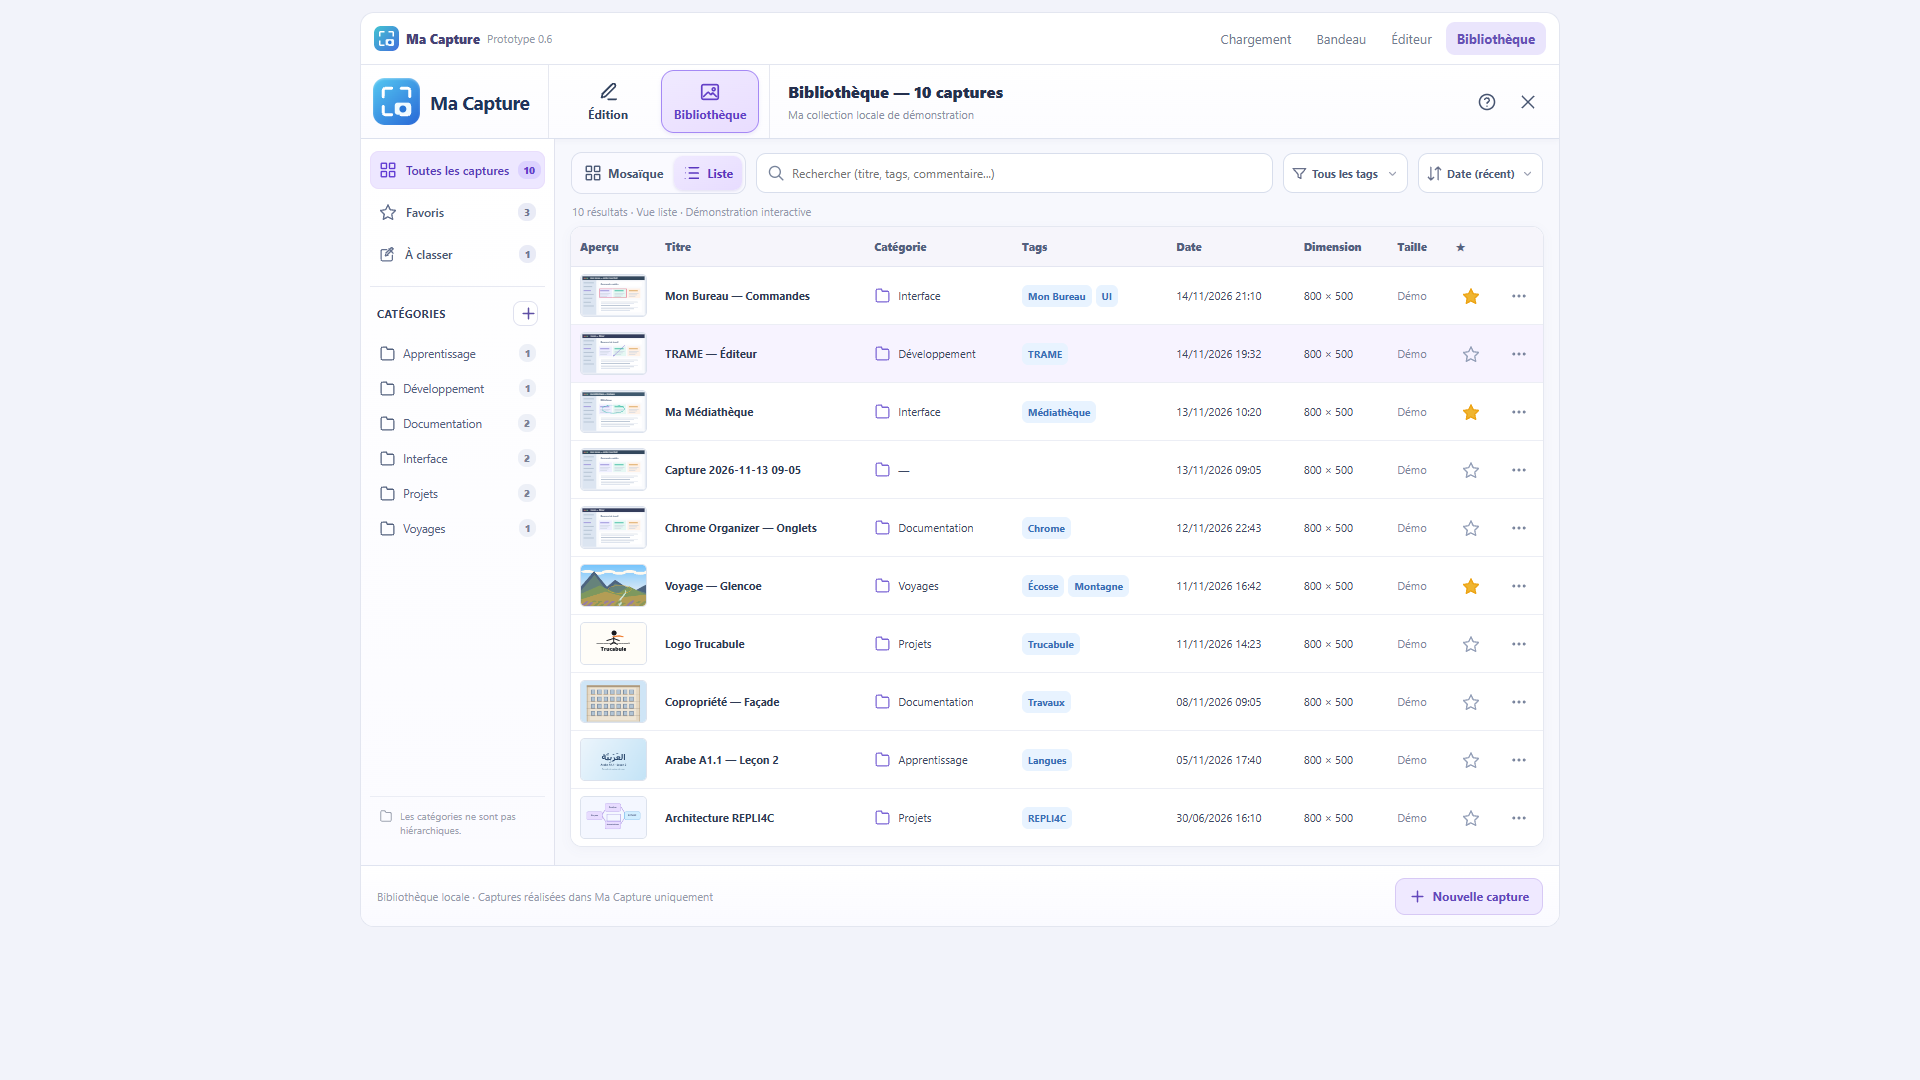 Ma Capture Prototype 0.6 Chargement Bandeau Éditeur Bibliothèque
Ma Capture
Édition
Bibliothèque
Bibliothèque — 10 captures
Ma collection locale de démonstration
Toutes les captures 10
Favoris 3
À classer 1
CATÉGORIES
Apprentissage 1
Développement 1
Documentation 2
Interface 2
Projets 2
Voyages 1
Les catégories ne sont pas
hiérarchiques.
Mosaïque Liste Rechercher (titre, tags, commentaire...) Tous les tags Date (récent)
10 résultats · Vue liste · Démonstration interactive
Aperçu Titre Catégorie Tags Date Dimension Taille ★
Mon Bureau — Commandes Interface Mon Bureau UI 14/11/2026 21:10 800 × 500 Démo
TRAME — Éditeur Développement TRAME 14/11/2026 19:32 800 × 500 Démo
Ma Médiathèque Interface Médiathèque 13/11/2026 10:20 800 × 500 Démo
Capture 2026-11-13 09-05 — 13/11/2026 09:05 800 × 500 Démo
Chrome Organizer — Onglets Documentation Chrome 12/11/2026 22:43 800 × 500 Démo
Voyage — Glencoe Voyages Écosse Montagne 11/11/2026 16:42 800 × 500 Démo
Trucabule Logo Trucabule Projets Trucabule 11/11/2026 14:23 800 × 500 Démo
Copropriété — Façade Documentation Travaux 08/11/2026 09:05 800 × 500 Démo
Arabe A1.1 — Leçon 2 Apprentissage Langues 05/11/2026 17:40 800 × 500 Démo
Architecture REPLI4C Projets REPLI4C 30/06/2026 16:10 800 × 500 Démo
Bibliothèque locale · Captures réalisées dans Ma Capture uniquement
Nouvelle capture